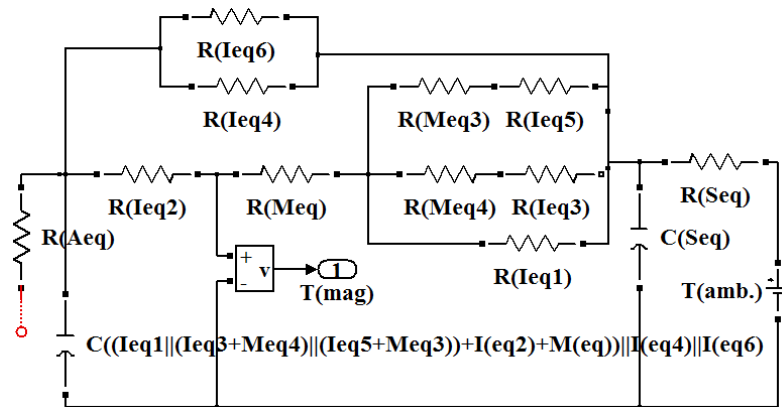 R(Ieq6)
R(Ieq4)
R(Meq3) R(Ieq5)
R(Ieq2) R(Meq) R(Meq4) R(Ieq3) R(Seq)
R(Aeq) C(Seq)
+
-
v
1
T(mag)
R(Ieq1)
+
T(amb.)
C((Ieq1||(Ieq3+Meq4)||(Ieq5+Meq3))+I(eq2)+M(eq))||I(eq4)||I(eq6)